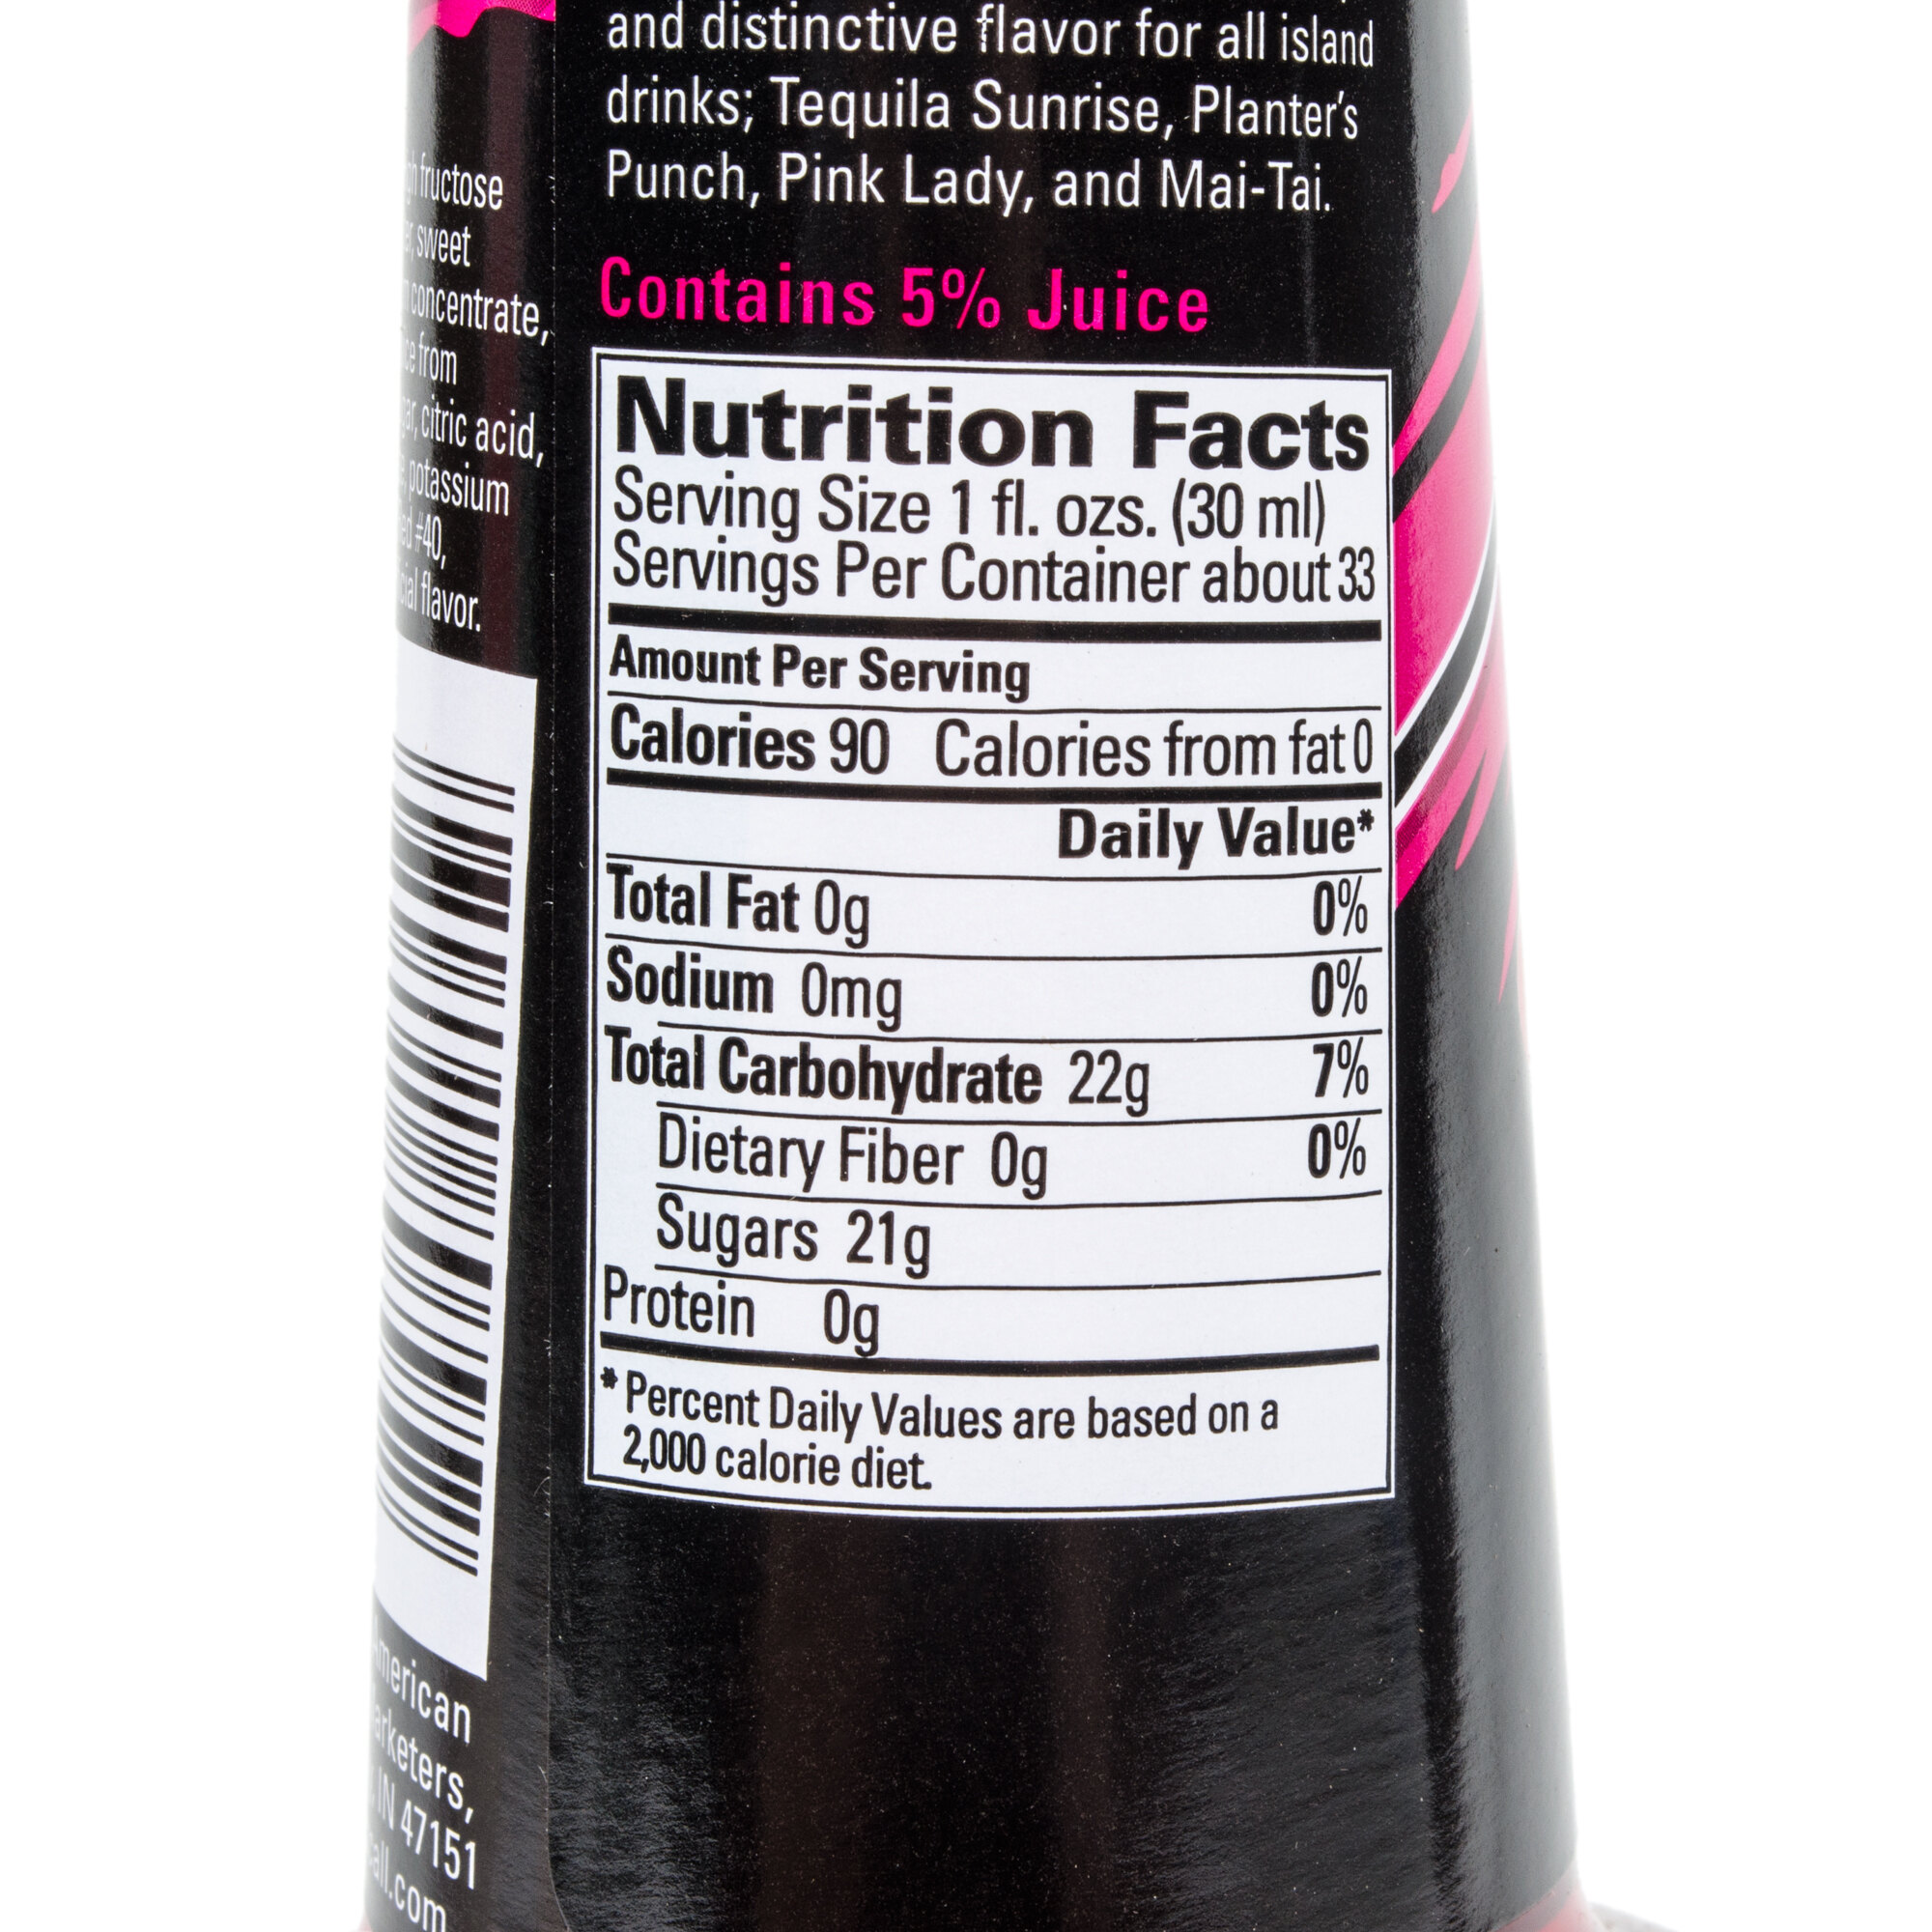 fructose
sweet
concentrate,
from
citric acid,
potassium
#40,
flavor.
American
IN 47151
.com
and distinctive flavor for all island
drinks; Tequila Sunrise, Planter's
Punch, Pink Lady, and Mai-Tai.
Contains 5% Juice
Nutrition Facts
Serving Size 1 fl. ozs. (30 ml)
Servings Per Container about 33
Amount Per Serving
Calories 90 Calories from fat 0
Daily Value*
Total Fat 0g 0%
Sodium 0mg 0%
Total Carbohydrate 22g 7%
Dietary Fiber 0g 0%
Sugars 21g
Protein 0g
* Percent Daily Values are based on a
2,000 calorie diet.